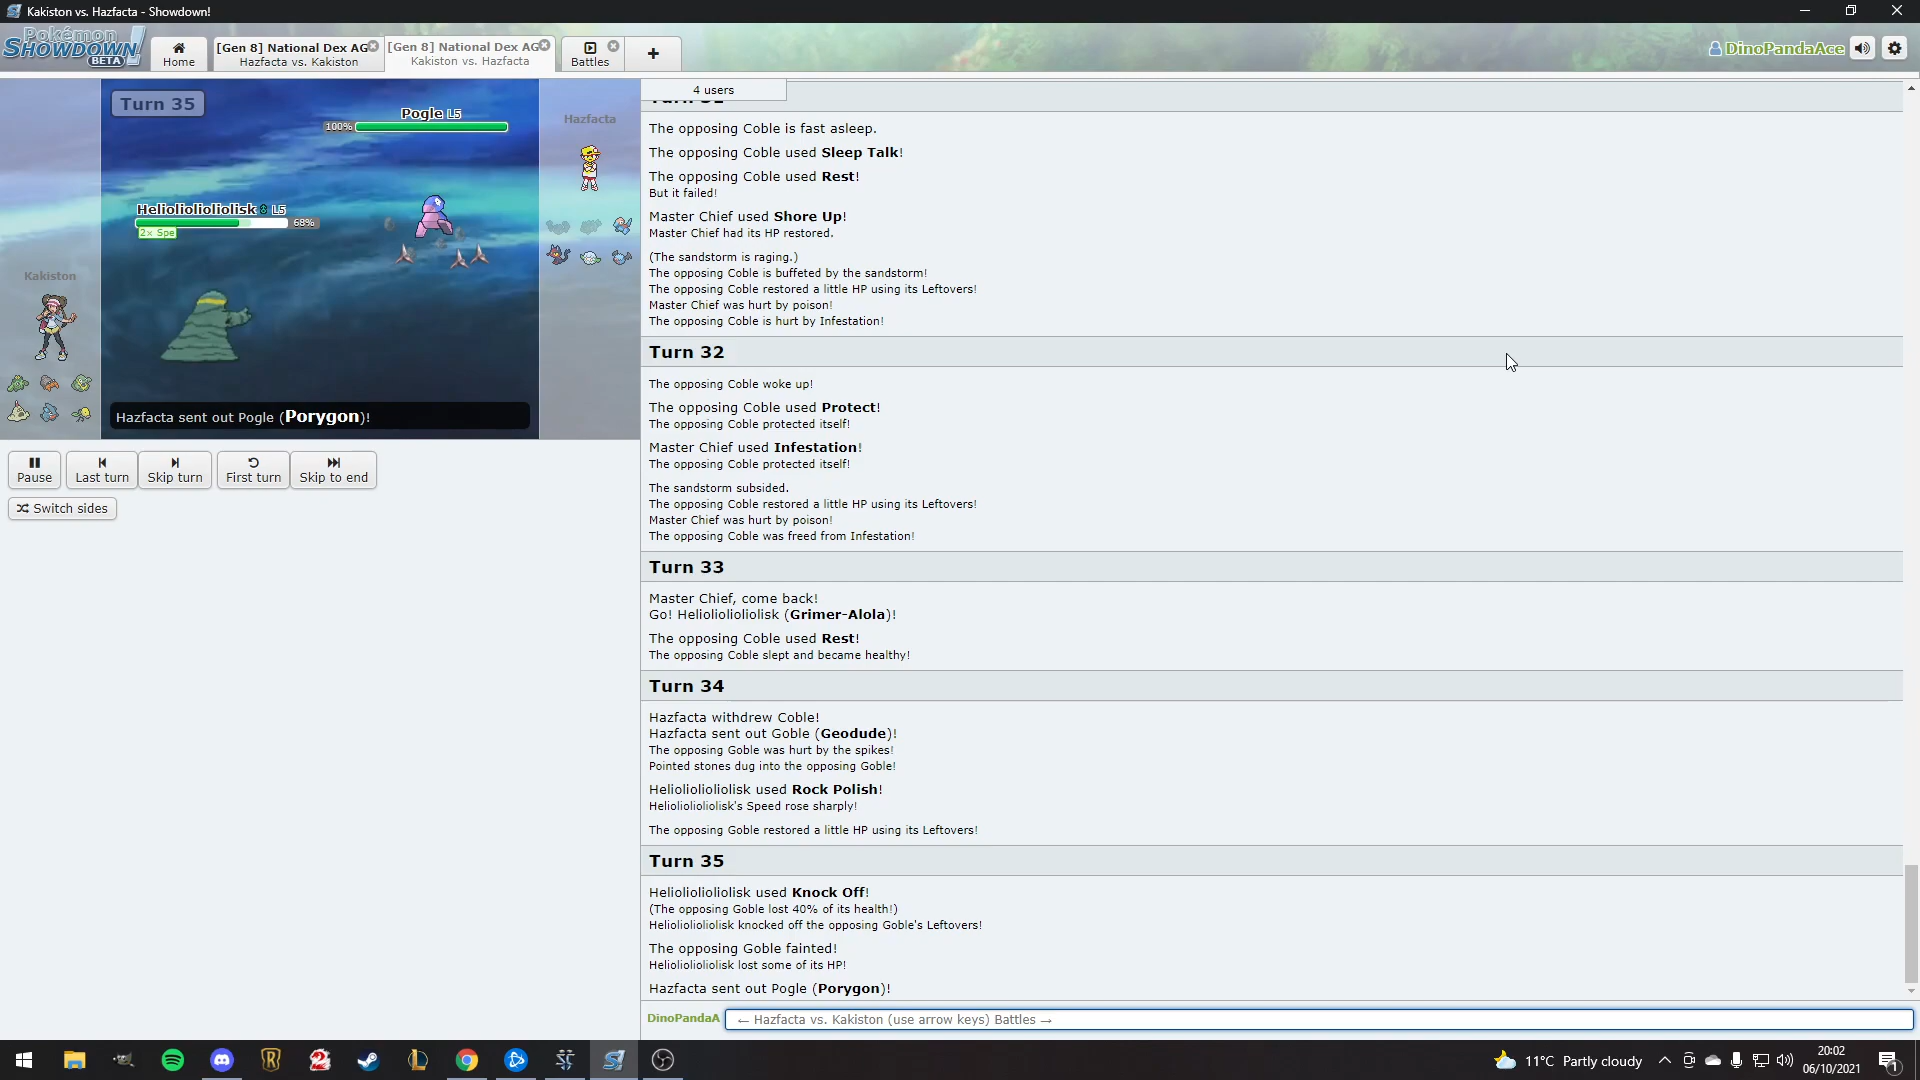 Kakiston vs. Hazfacta - Showdown!
Pokémon
SHOWDOWN!
BETA
Home
[Gen 8] National Dex AG
Hazfacta vs. Kakiston
[Gen 8] National Dex AG
Kakiston vs. Hazfacta
Battles
+
DinoPandaAce
Turn 35
Pogle L5
100%
Heliolioliolisk L5
68%
2× Spe
Hazfacta
Kakiston
Hazfacta sent out Pogle (Porygon)!
Pause
Last turn
Skip turn
First turn
Skip to end
Switch sides
4 users
The opposing Coble is fast asleep.
The opposing Coble used Sleep Talk!
The opposing Coble used Rest!
But it failed!
Master Chief used Shore Up!
Master Chief had its HP restored.
(The sandstorm is raging.)
The opposing Coble is buffeted by the sandstorm!
The opposing Coble restored a little HP using its Leftovers!
Master Chief was hurt by poison!
The opposing Coble is hurt by Infestation!
Turn 32
The opposing Coble woke up!
The opposing Coble used Protect!
The opposing Coble protected itself!
Master Chief used Infestation!
The opposing Coble protected itself!
The sandstorm subsided.
The opposing Coble restored a little HP using its Leftovers!
Master Chief was hurt by poison!
The opposing Coble was freed from Infestation!
Turn 33
Master Chief, come back!
Go! Heliolioliolisk (Grimer-Alola)!
The opposing Coble used Rest!
The opposing Coble slept and became healthy!
Turn 34
Hazfacta withdrew Coble!
Hazfacta sent out Goble (Geodude)!
The opposing Goble was hurt by the spikes!
Pointed stones dug into the opposing Goble!
Heliolioliolisk used Rock Polish!
Heliolioliolisk's Speed rose sharply!
The opposing Goble restored a little HP using its Leftovers!
Turn 35
Heliolioliolisk used Knock Off!
(The opposing Goble lost 40% of its health!)
Heliolioliolisk knocked off the opposing Goble's Leftovers!
The opposing Goble fainted!
Heliolioliolisk lost some of its HP!
Hazfacta sent out Pogle (Porygon)!
DinoPandaA
← Hazfacta vs. Kakiston (use arrow keys) Battles →
11°C Partly cloudy
20:02
06/10/2021
1